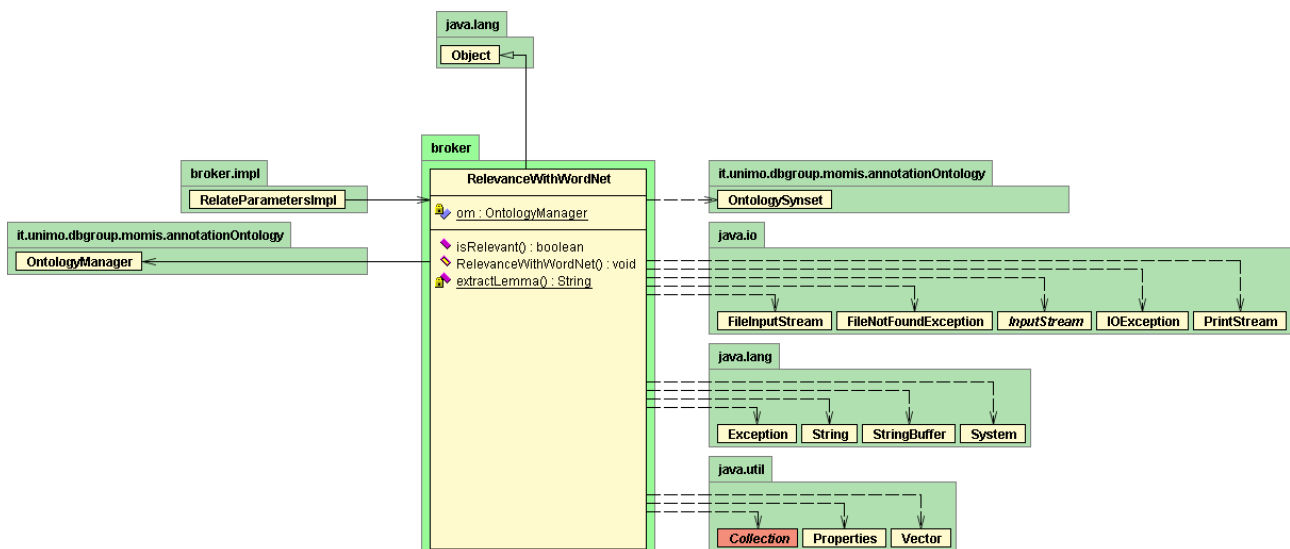 java.lang
Object
broker
RelevanceWithWordNet
om : OntologyManager
isRelevant() : boolean
RelevanceWithWordNet() : void
extractLemma() : String
broker.impl
RelateParametersImpl
it.unimo.dbgroup.momis.annotationOntology
OntologyManager
it.unimo.dbgroup.momis.annotationOntology
OntologySynset
java.io
FileInputStream
FileNotFoundException
InputStream
IOException
PrintStream
java.lang
Exception
String
StringBuffer
System
java.util
Collection
Properties
Vector